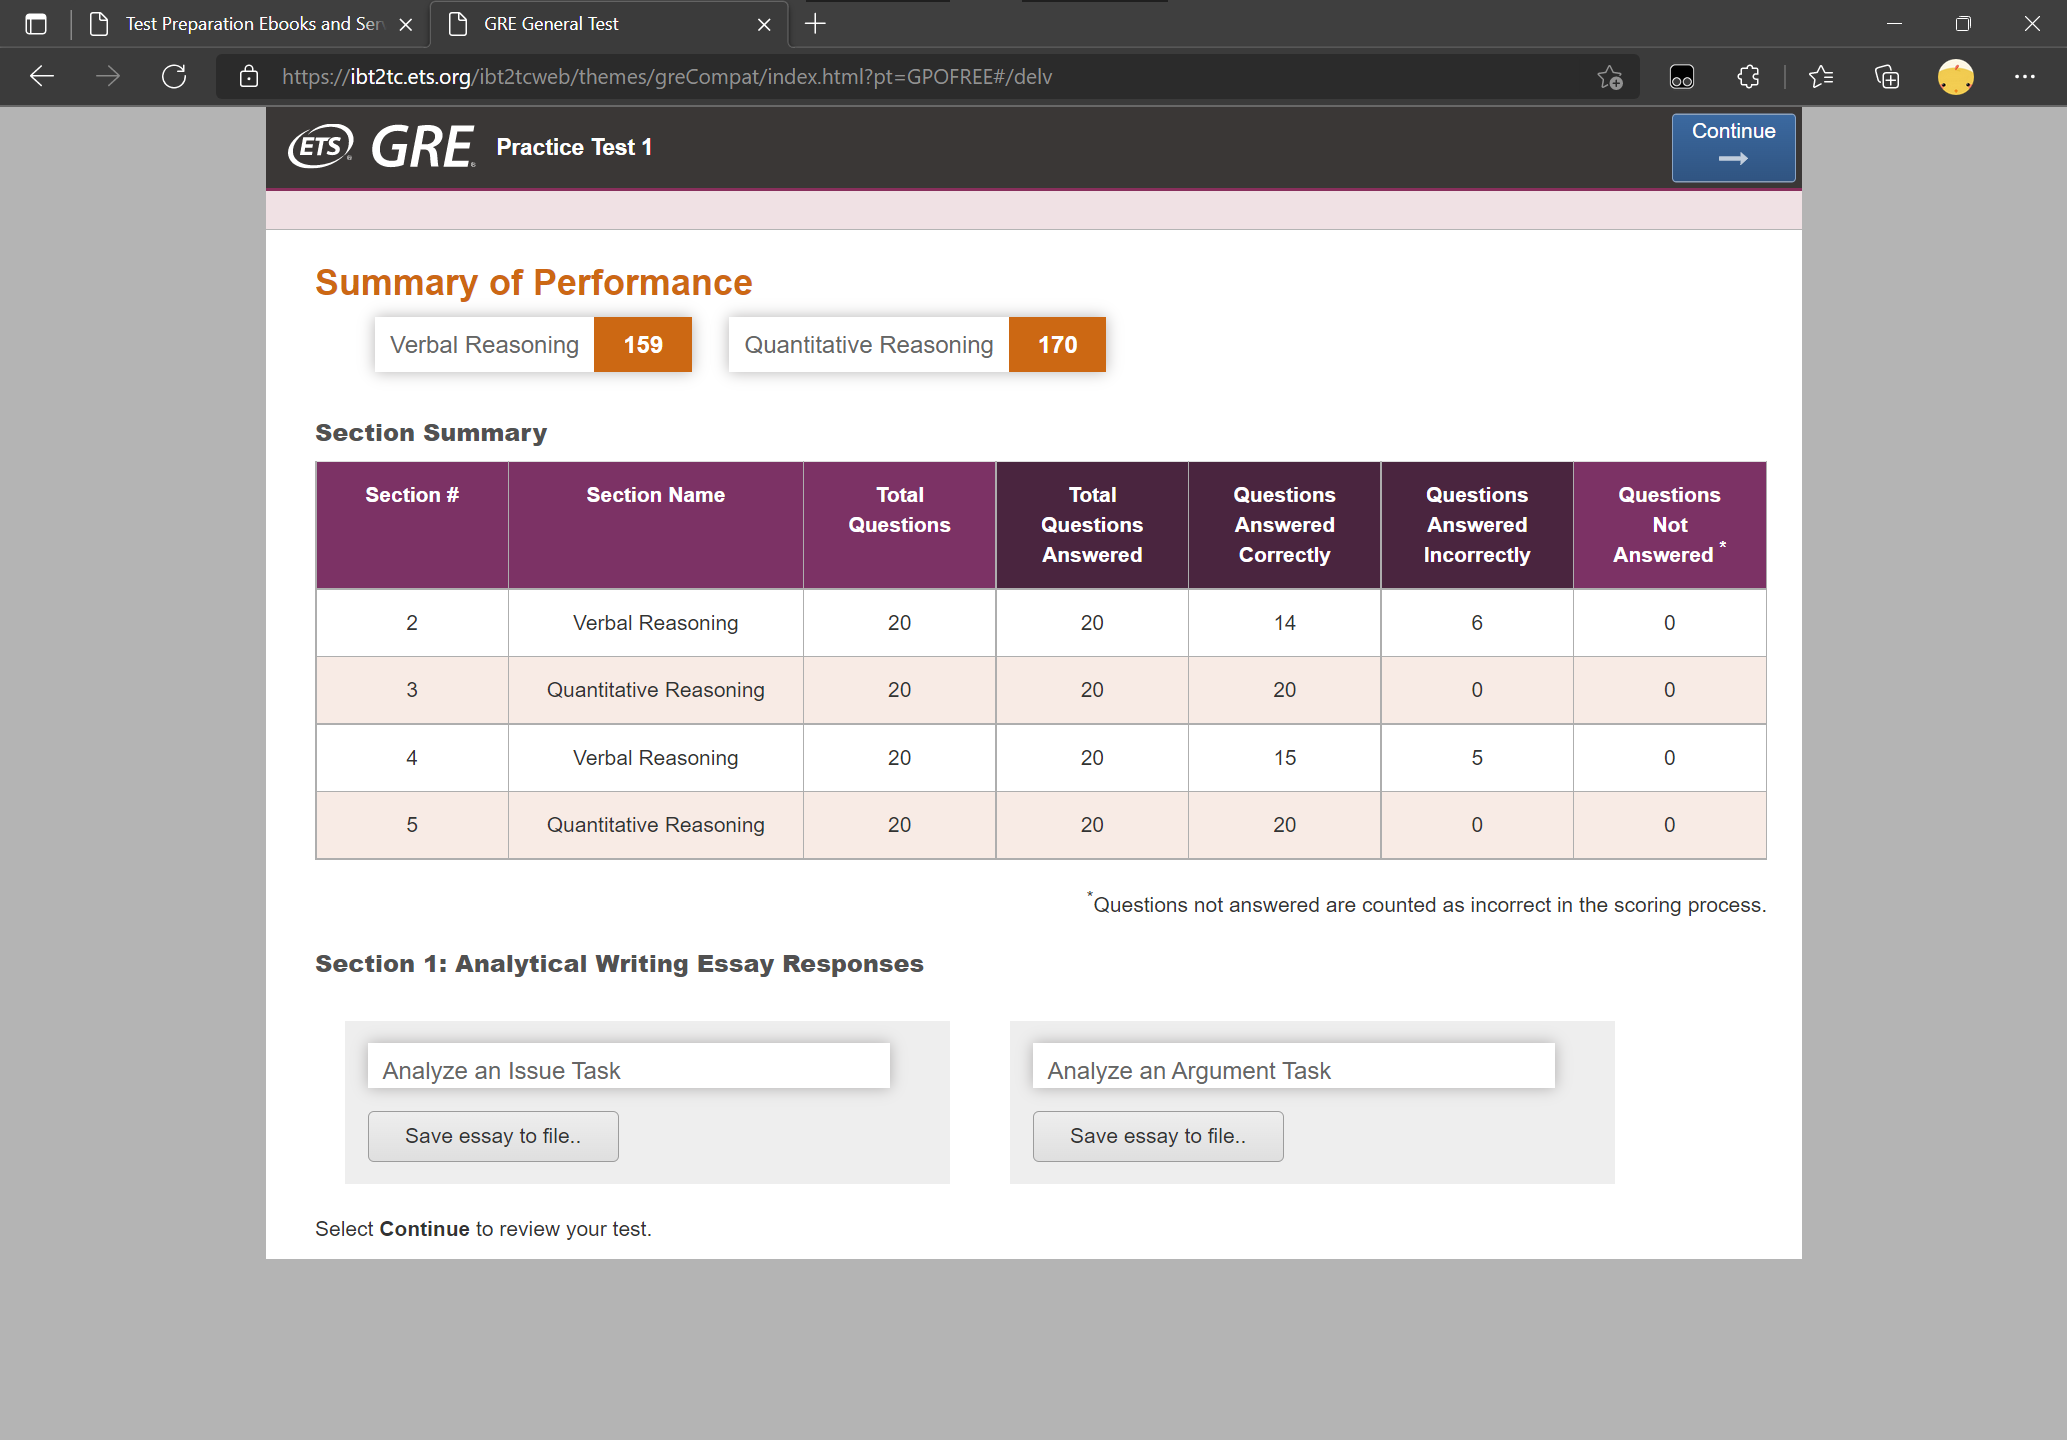 Test Preparation Ebooks and Ser
GRE General Test
https://ibt2tc.ets.org/ibt2tcweb/themes/greCompat/index.html?pt=GPOFREE#/delv
ETS GRE Practice Test 1
Continue
Summary of Performance
Verbal Reasoning 159
Quantitative Reasoning 170
Section Summary
Section # Section Name Total Questions Total Questions Answered Questions Answered Correctly Questions Answered Incorrectly Questions Not Answered *
2 Verbal Reasoning 20 20 14 6 0
3 Quantitative Reasoning 20 20 20 0 0
4 Verbal Reasoning 20 20 15 5 0
5 Quantitative Reasoning 20 20 20 0 0
*Questions not answered are counted as incorrect in the scoring process.
Section 1: Analytical Writing Essay Responses
Analyze an Issue Task
Save essay to file..
Analyze an Argument Task
Save essay to file..
Select Continue to review your test.